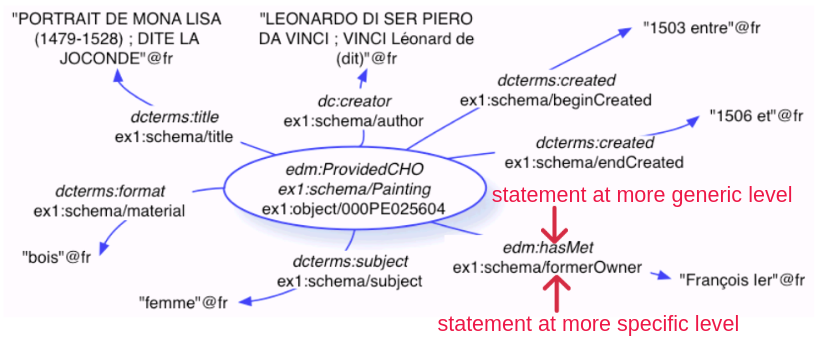 "PORTRAIT DE MONA LISA
(1479-1528) ; DITE LA
JOCONDE"@fr
"LEONARDO DI SER PIERO
DA VINCI ; VINCI Léonard de
(dit)"@fr
"1503 entre"@fr
dcterms:title
ex1:schema/title
dc:creator
ex1:schema/author
dcterms:created
ex1:schema/beginCreated
"1506 et"@fr
dcterms:created
ex1:schema/endCreated
dcterms:format
ex1:schema/material
edm:ProvidedCHO
ex1:schema/Painting
ex1:object/000PE025604
statement at more generic level
"bois"@fr
dcterms:subject
ex1:schema/subject
edm:hasMet
ex1:schema/formerOwner
"femme"@fr
"François Ier"@fr
statement at more specific level